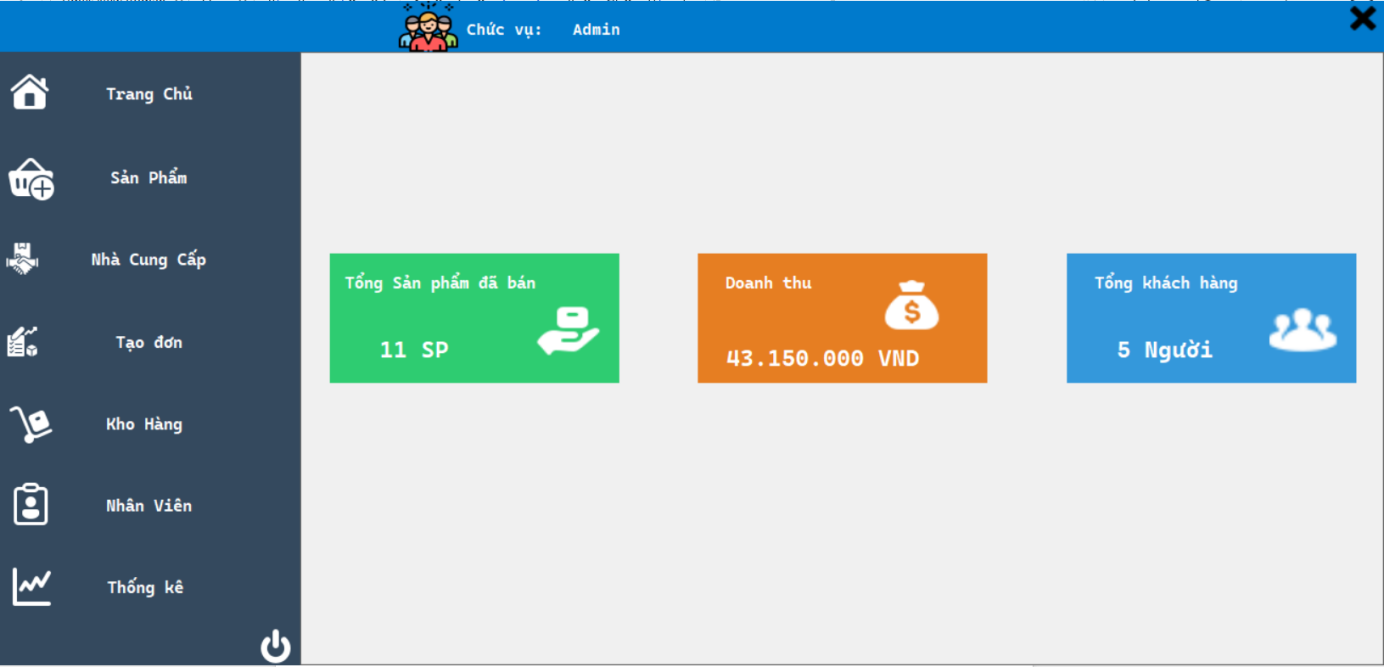 Chức vụ: Admin
Trang Chủ
Sản Phẩm
Nhà Cung Cấp
Tạo đơn
Kho Hàng
Nhân Viên
Thống kê
Tổng Sản phẩm đã bán
11 SP
Doanh thu
$
43.150.000 VND
Tổng khách hàng
5 Người